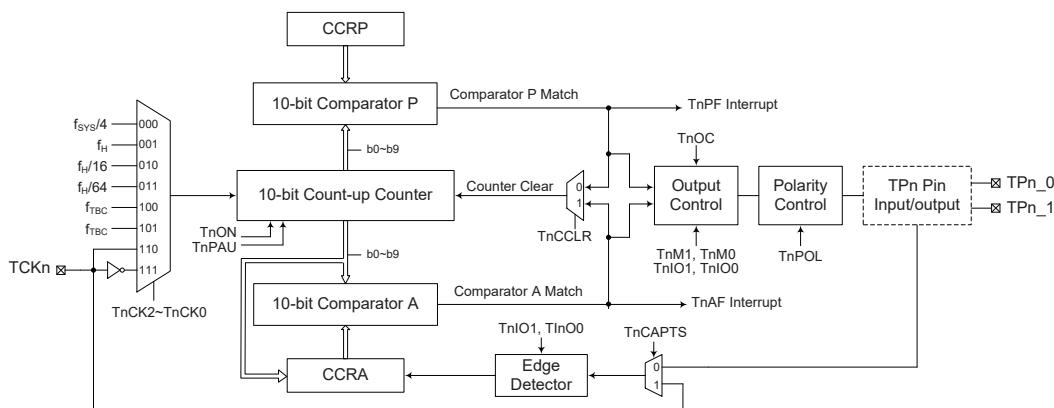 CCRP
10-bit Comparator P
Comparator P Match
TnPF Interrupt
b0~b9
fSYS/4
000
fH
001
fH/16
010
fH/64
011
fTBC
100
fTBC
101
110
111
TCKn
TnCK2~TnCK0
10-bit Count-up Counter
TnON
TnPAU
Counter Clear
0
1
TnCCLR
TnOC
Output
Control
TnM1, TnM0
TnIO1, TnIO0
Polarity
Control
TnPOL
TPn Pin
Input/output
TPn_0
TPn_1
b0~b9
10-bit Comparator A
Comparator A Match
TnAF Interrupt
TnIO1, TInO0
TnCAPTS
CCRA
Edge
Detector
0
1